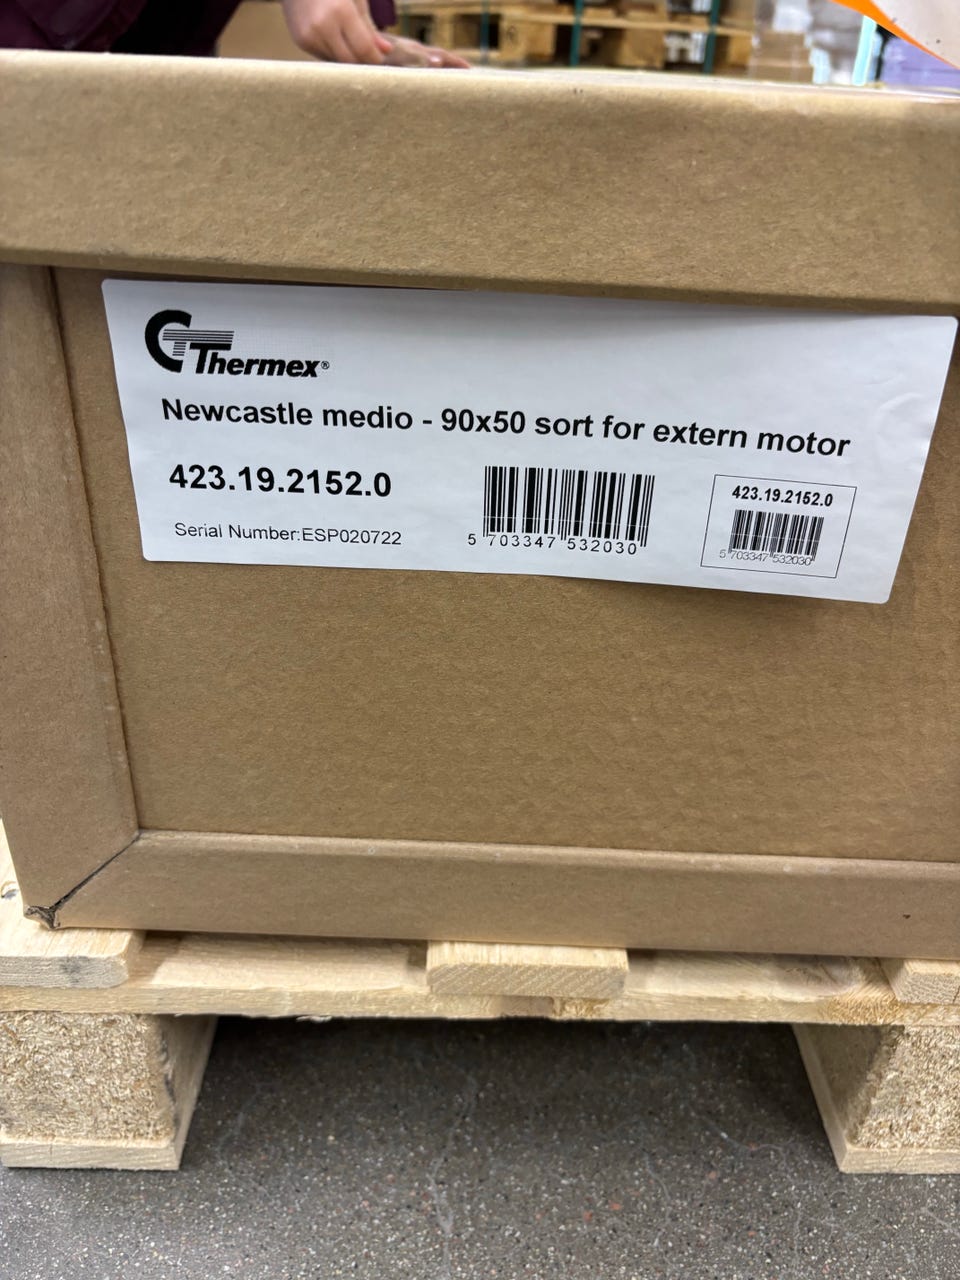 Thermex®
Newcastle medio - 90x50 sort for extern motor
423.19.2152.0
Serial Number:ESP020722
5 703347 532030
423.19.2152.0
5 703347 532030